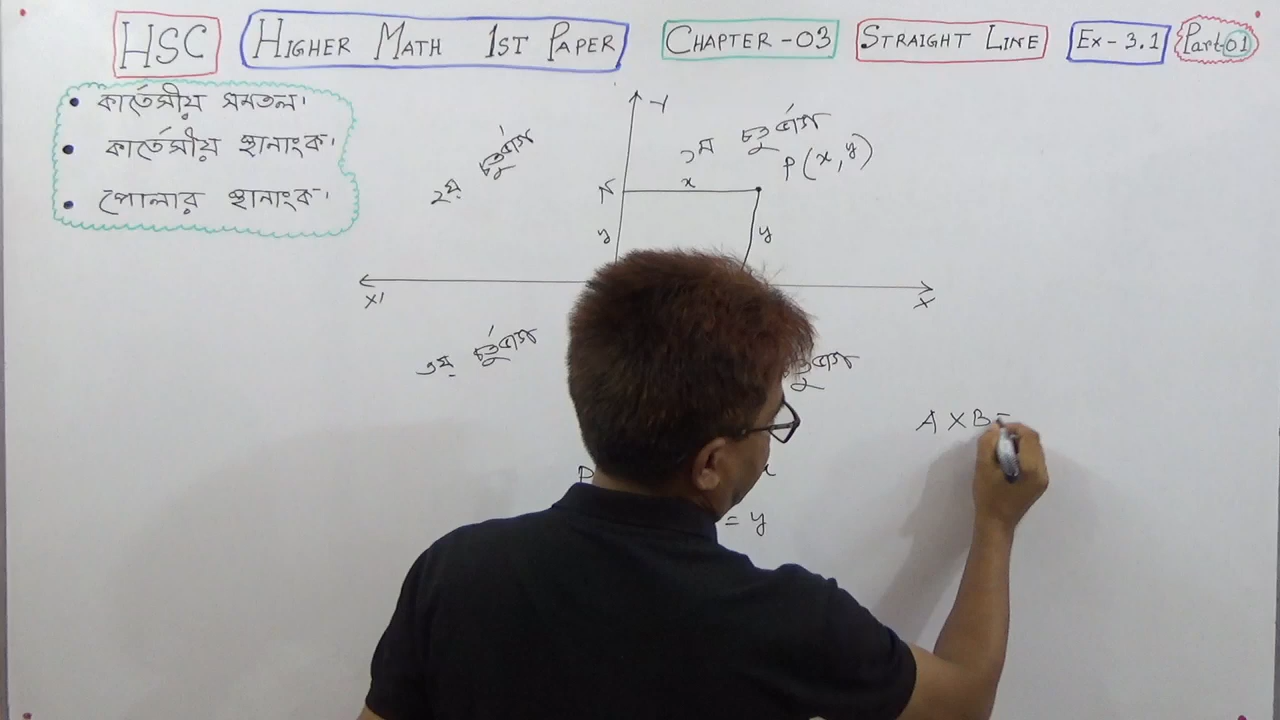 HSC HIGHER MATH 1ST PAPER CHAPTER-03 STRAIGHT LINE Ex-3.1 Part-01
• কার্তেসীয় সমতল।
• কার্তেসীয় স্থানাংক।
• পোলার স্থানাংক।
Y
২য় চতুর্ভাগ
১ম চতুর্ভাগ
P(x,y)
N x
y y
X' X
৩য় চতুর্ভাগ
চতুর্ভাগ
A×B=
P x
= y